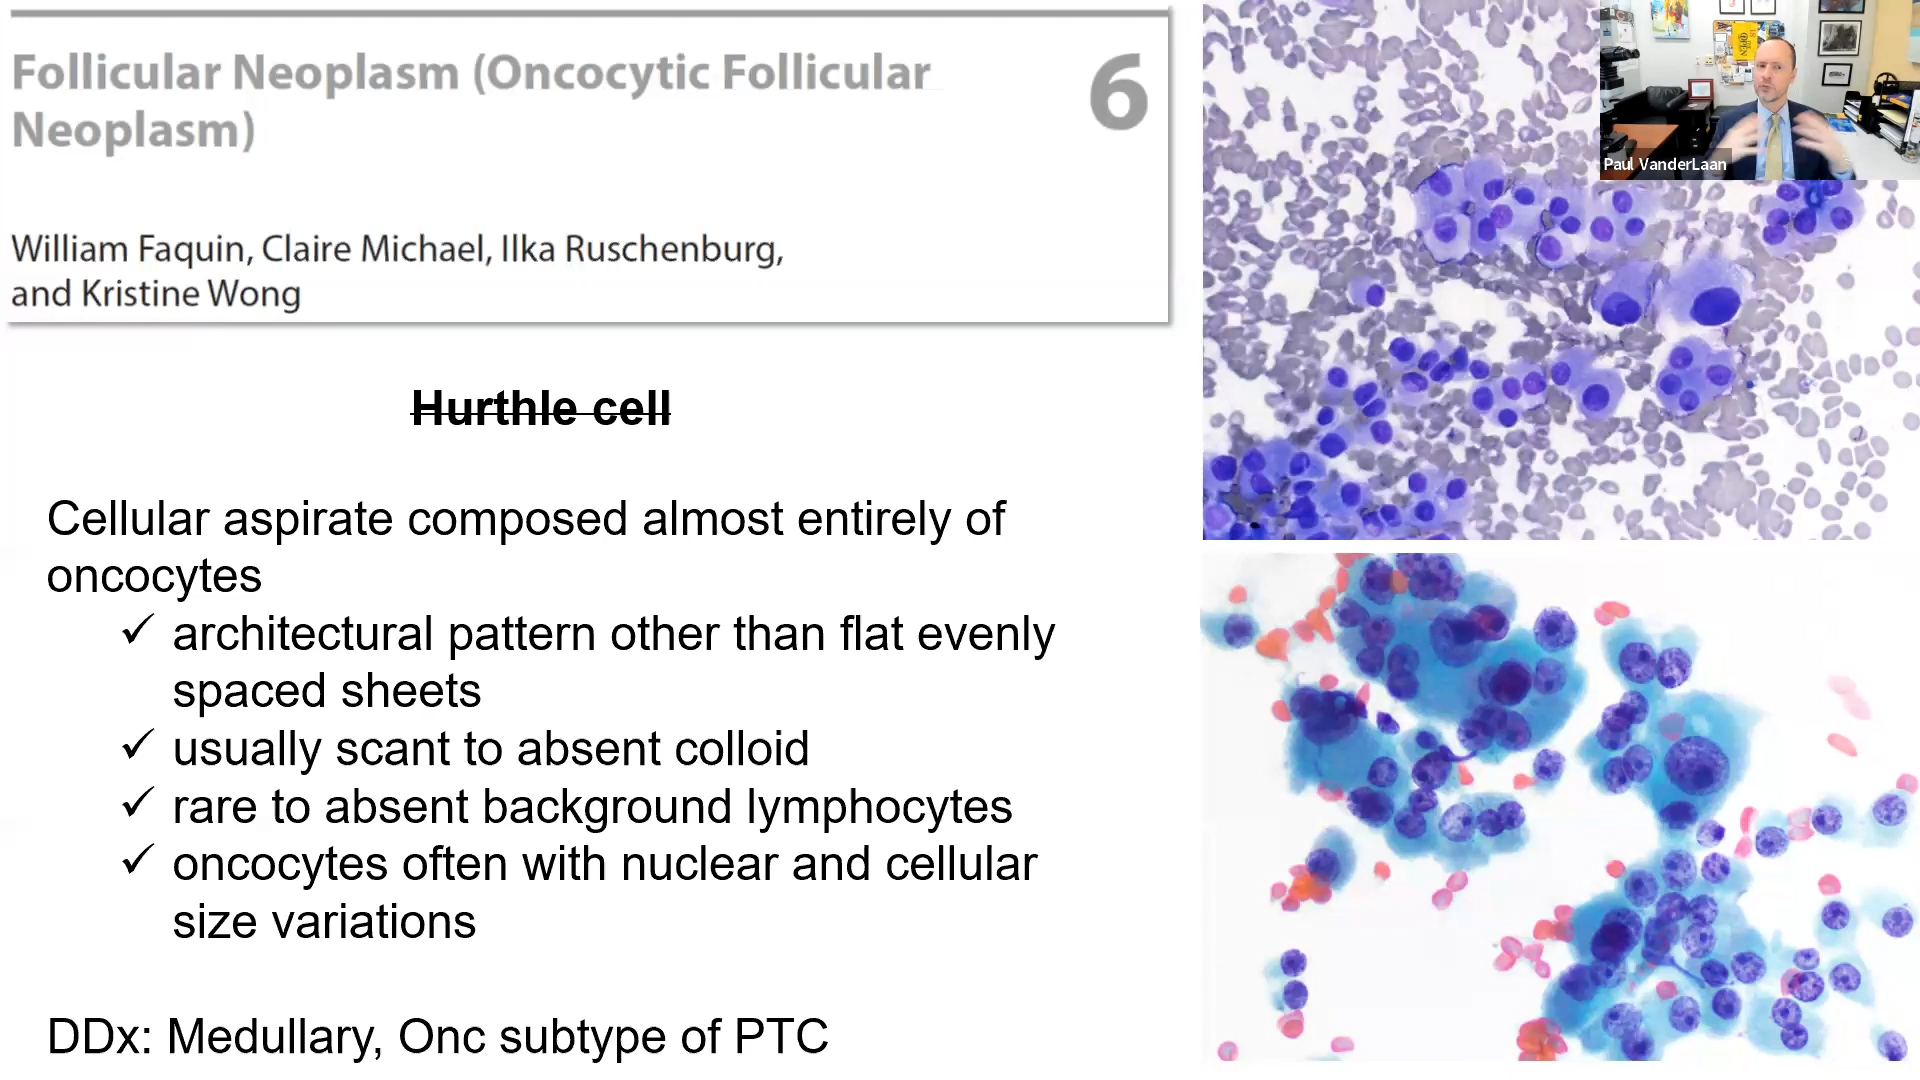 Follicular Neoplasm (Oncocytic Follicular
Neoplasm)
6
William Faquin, Claire Michael, Ilka Ruschenburg,
and Kristine Wong
Hurthle cell
Cellular aspirate composed almost entirely of
oncocytes
✓ architectural pattern other than flat evenly
spaced sheets
✓ usually scant to absent colloid
✓ rare to absent background lymphocytes
✓ oncocytes often with nuclear and cellular
size variations
DDx: Medullary, Onc subtype of PTC
OPEN
Paul VanderLaan